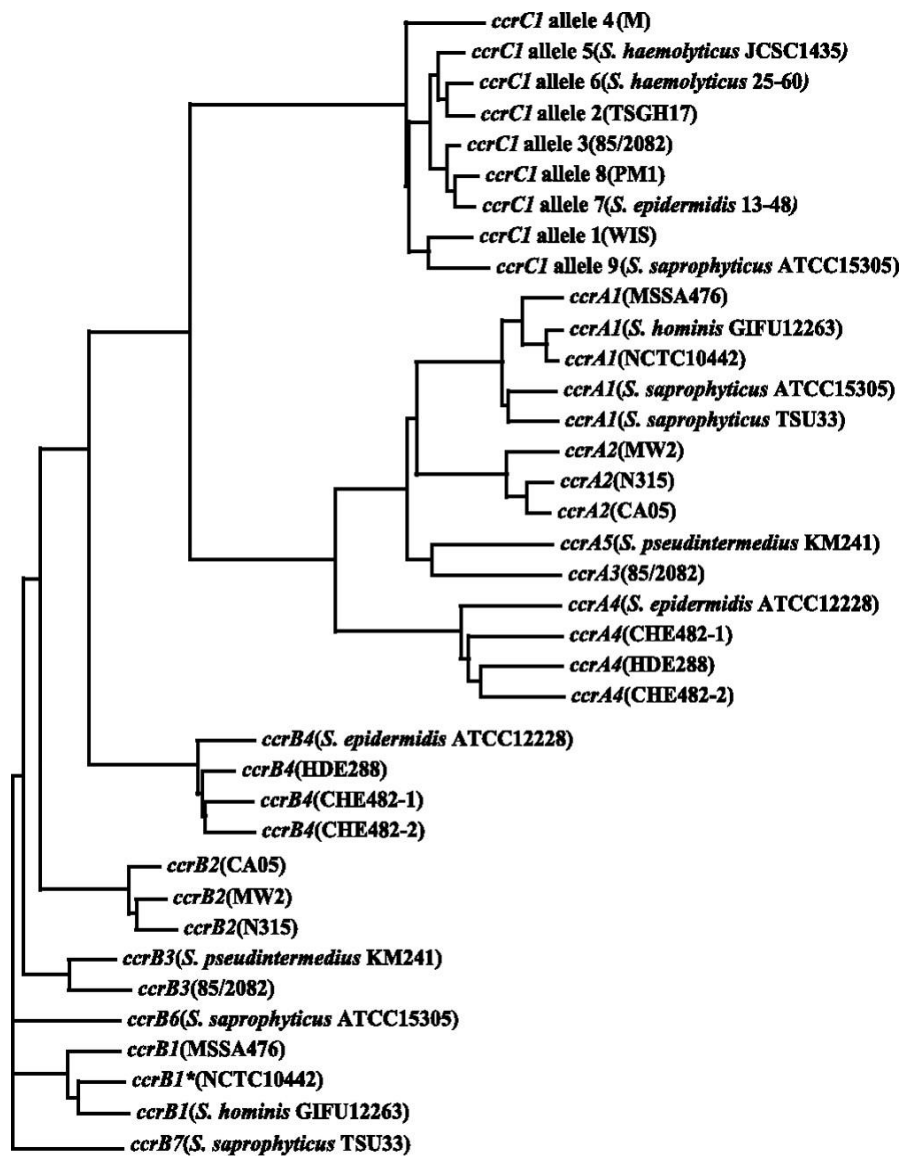 ccrC1 allele 4(M)
ccrC1 allele 5(S. haemolyticus JCSC1435)
ccrC1 allele 6(S. haemolyticus 25-60)
ccrC1 allele 2(TSGH17)
ccrC1 allele 3(85/2082)
ccrC1 allele 8(PM1)
ccrC1 allele 7(S. epidermidis 13-48)
ccrC1 allele 1(WIS)
ccrC1 allele 9(S. saprophyticus ATCC15305)
ccrA1(MSSA476)
ccrA1(S. hominis GIFU12263)
ccrA1(NCTC10442)
ccrA1(S. saprophyticus ATCC15305)
ccrA1(S. saprophyticus TSU33)
ccrA2(MW2)
ccrA2(N315)
ccrA2(CA05)
ccrA5(S. pseudintermedius KM241)
ccrA3(85/2082)
ccrA4(S. epidermidis ATCC12228)
ccrA4(CHE482-1)
ccrA4(HDE288)
ccrA4(CHE482-2)
ccrB4(S. epidermidis ATCC12228)
ccrB4(HDE288)
ccrB4(CHE482-1)
ccrB4(CHE482-2)
ccrB2(CA05)
ccrB2(MW2)
ccrB2(N315)
ccrB3(S. pseudintermedius KM241)
ccrB3(85/2082)
ccrB6(S. saprophyticus ATCC15305)
ccrB1(MSSA476)
ccrB1*(NCTC10442)
ccrB1(S. hominis GIFU12263)
ccrB7(S. saprophyticus TSU33)